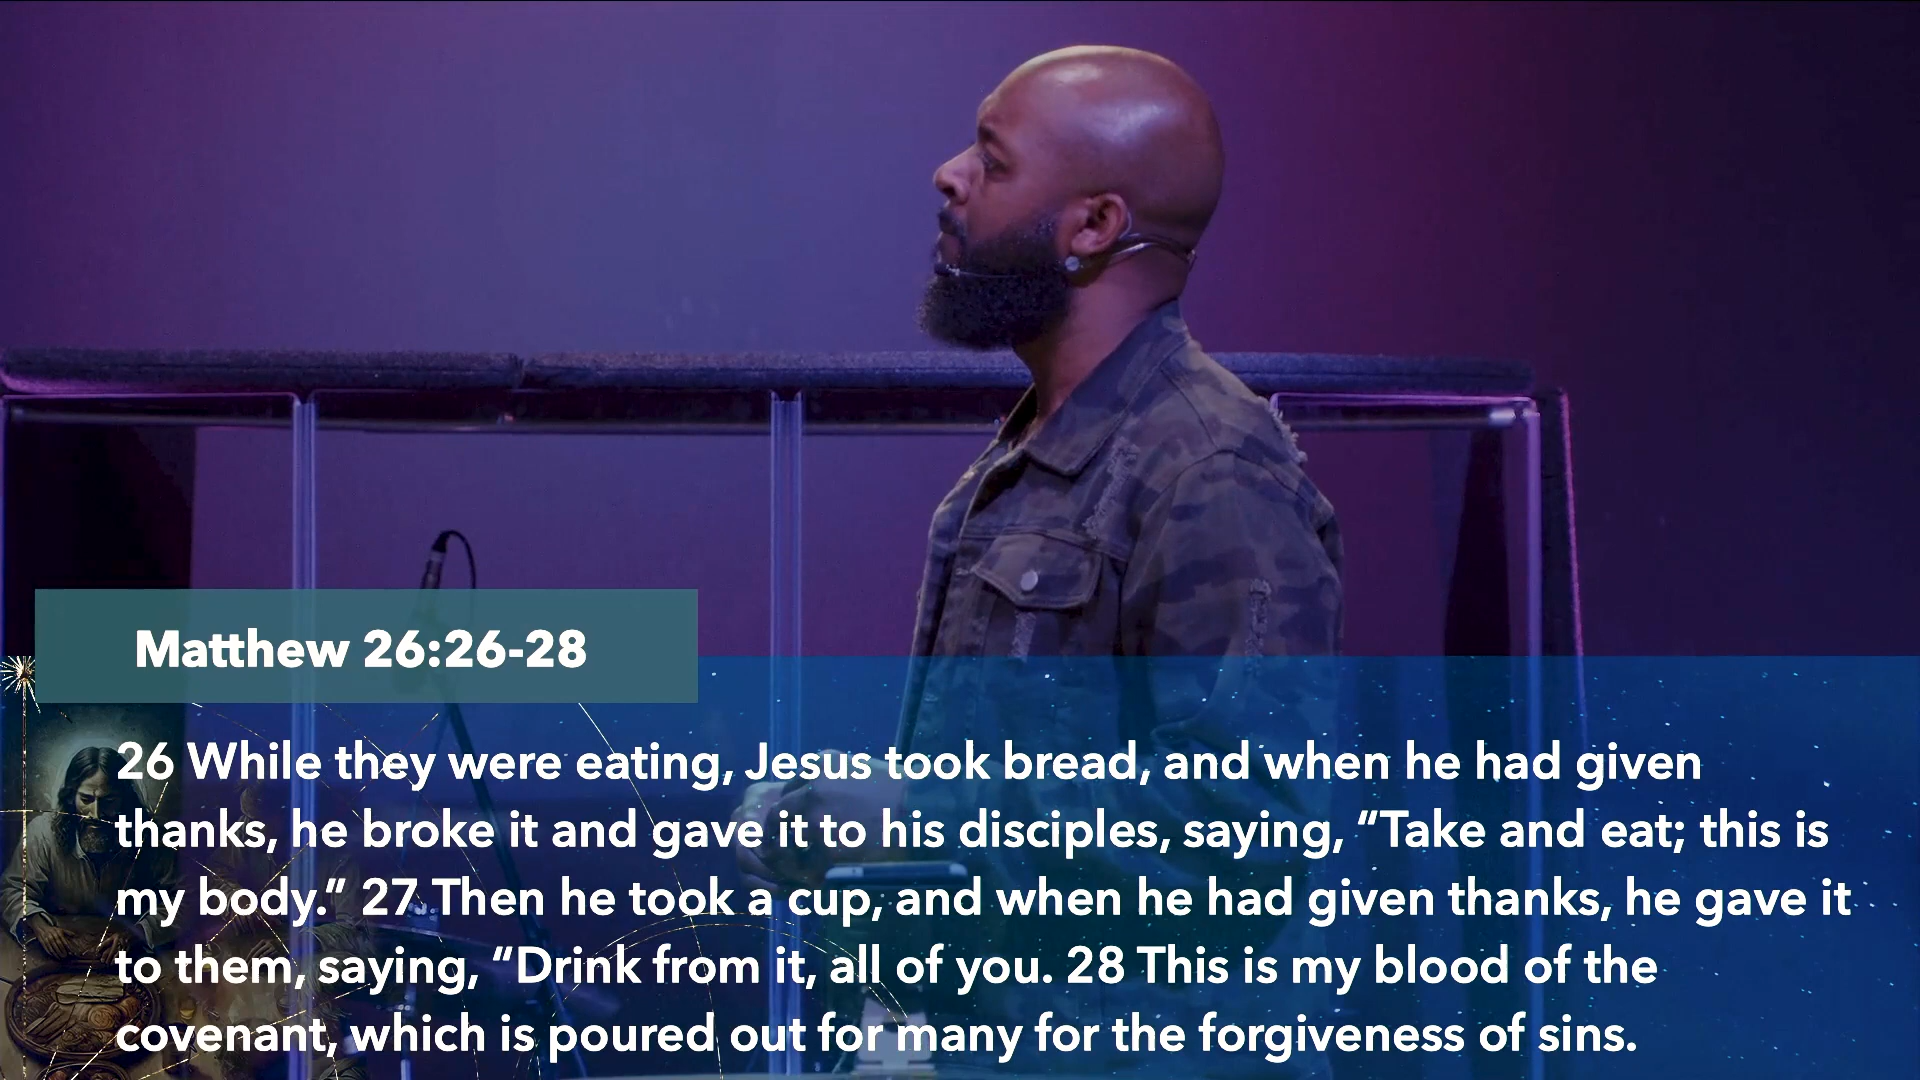 Matthew 26:26-28
26 While they were eating, Jesus took bread, and when he had given
thanks, he broke it and gave it to his disciples, saying, “Take and eat; this is
my body.” 27 Then he took a cup, and when he had given thanks, he gave it
to them, saying, “Drink from it, all of you. 28 This is my blood of the
covenant, which is poured out for many for the forgiveness of sins.